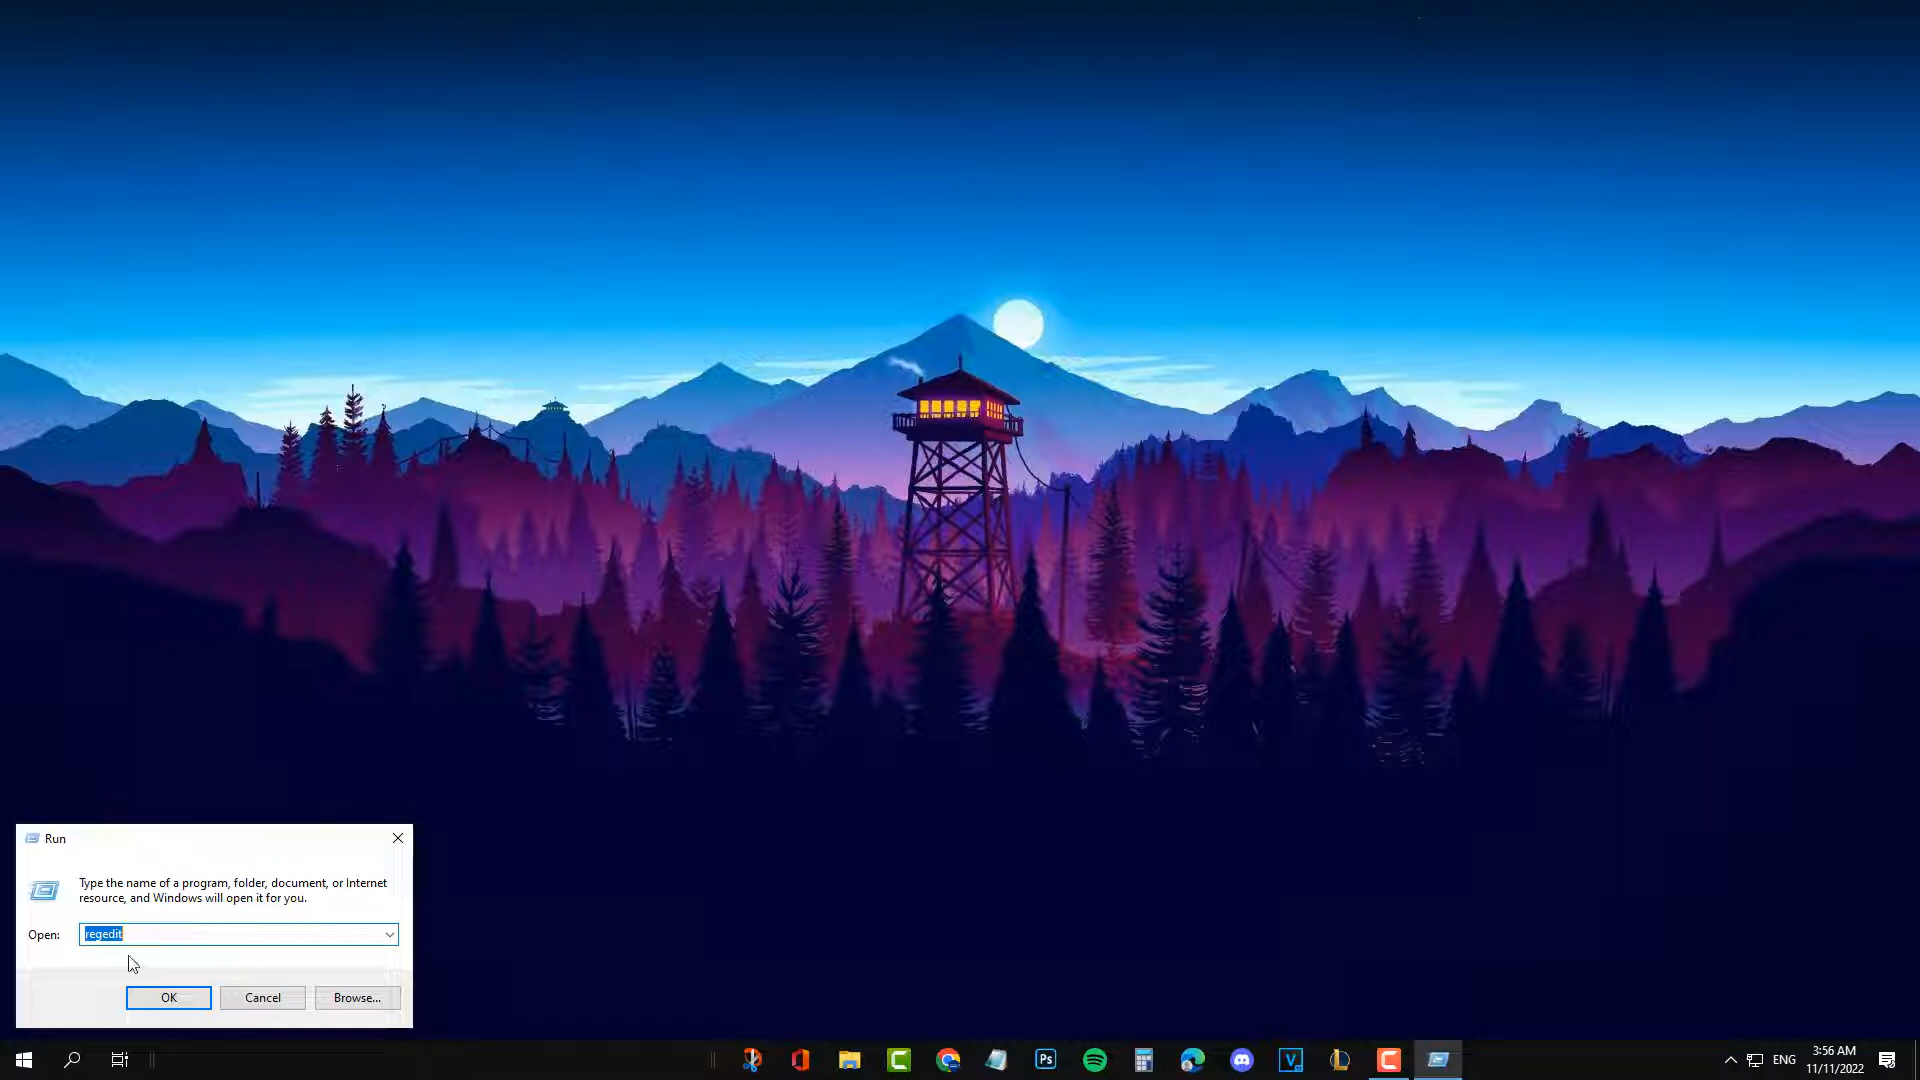 Run
Type the name of a program, folder, document, or Internet
resource, and Windows will open it for you.
Open:
regedit
OK
Cancel
Browse...
Ps
V
L
ENG
3:56 AM
11/11/2022